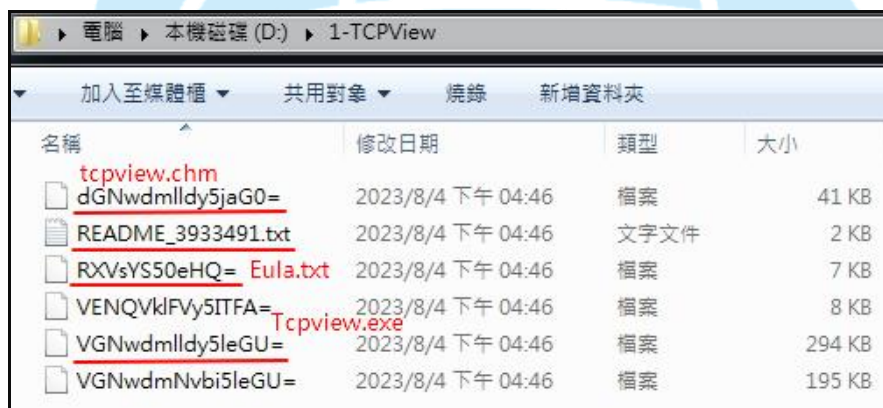 電腦 ▸ 本機磁碟 (D:) ▸ 1-TCPView
加入至媒體櫃 ▾ 共用對象 ▾ 燒錄 新增資料夾
名稱 修改日期 類型 大小
tcpview.chm
dGNwdmlldy5jaG0= 2023/8/4 下午 04:46 檔案 41 KB
README_3933491.txt 2023/8/4 下午 04:46 文字文件 2 KB
RXVsYS50eHQ= Eula.txt 2023/8/4 下午 04:46 檔案 7 KB
VENQVklFVy5ITFA= 2023/8/4 下午 04:46 檔案 8 KB
Tcpview.exe
VGNwdmlldy5leGU= 2023/8/4 下午 04:46 檔案 294 KB
VGNwdmNvbi5leGU= 2023/8/4 下午 04:46 檔案 195 KB